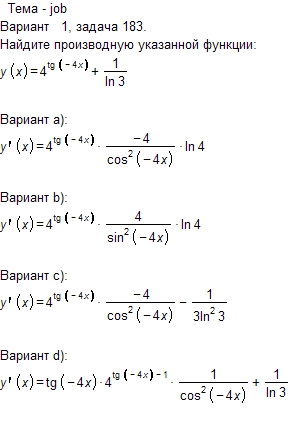 Тема - job
Вариант 1, задача 183.
Найдите производную указанной функции:
y (x)=4^tg (−4x) + 1/ln 3
Вариант a):
y' (x)=4^tg (−4x) · −4/cos²(−4x) · ln 4
Вариант b):
y' (x)=4^tg (−4x) · 4/sin²(−4x) · ln 4
Вариант c):
y' (x)=4^tg (−4x) · −4/cos²(−4x) − 1/3ln² 3
Вариант d):
y' (x)=tg (−4x)·4^tg (−4x)−1 · 1/cos²(−4x) + 1/ln 3